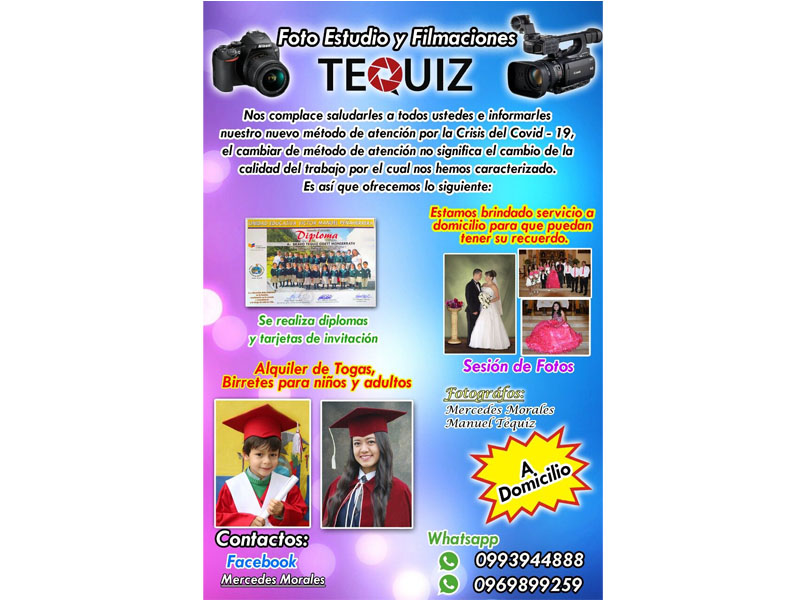 Foto Estudio y Filmaciones
TEQUIZ
Nos complace saludarles a todos ustedes e informarles
nuestro nuevo método de atención por la Crisis del Covid - 19,
el cambiar de método de atención no significa el cambio de la
calidad del trabajo por el cual nos hemos caracterizado.
Es así que ofrecemos lo siguiente:
Diploma
Se realiza diplomas
y tarjetas de invitación
Estamos brindado servicio a
domicilio para que puedan
tener su recuerdo.
Sesión de Fotos
Alquiler de Togas,
Birretes para niños y adultos
Fotográfos:
Mercedes Morales
Manuel Téquiz
A
Domicilio
Contactos:
Facebook
Mercedes Morales
Whatsapp
0993944888
0969899259